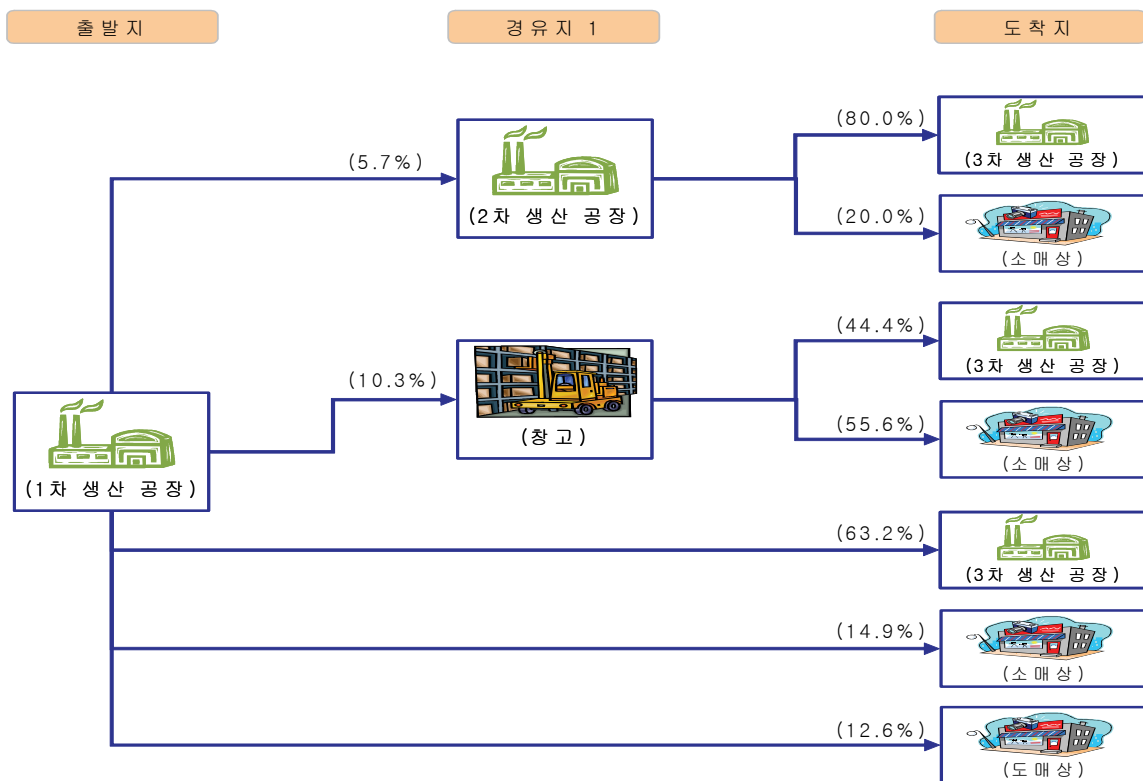 출발지
경유지 1
도착지
(80.0%)
(3차 생산 공장)
(5.7%)
(2차 생산 공장)
(20.0%)
(소매상)
(44.4%)
(3차 생산 공장)
(10.3%)
(창고)
(55.6%)
(소매상)
(1차 생산 공장)
(63.2%)
(3차 생산 공장)
(14.9%)
(소매상)
(12.6%)
(도매상)